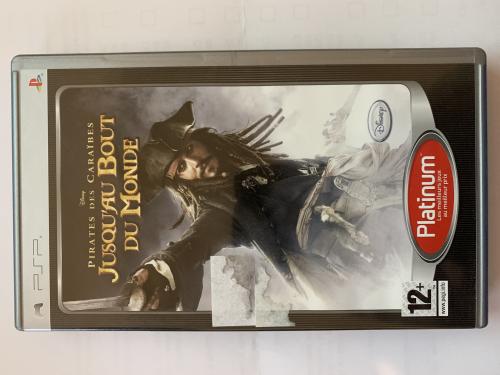 PSP
Disney
PIRATES DES CARAÏBES
JUSQU'AU BOUT
DU MONDE
Disney
Platinum
Les meilleurs jeux
au meilleur prix
12+
www.pegi.info